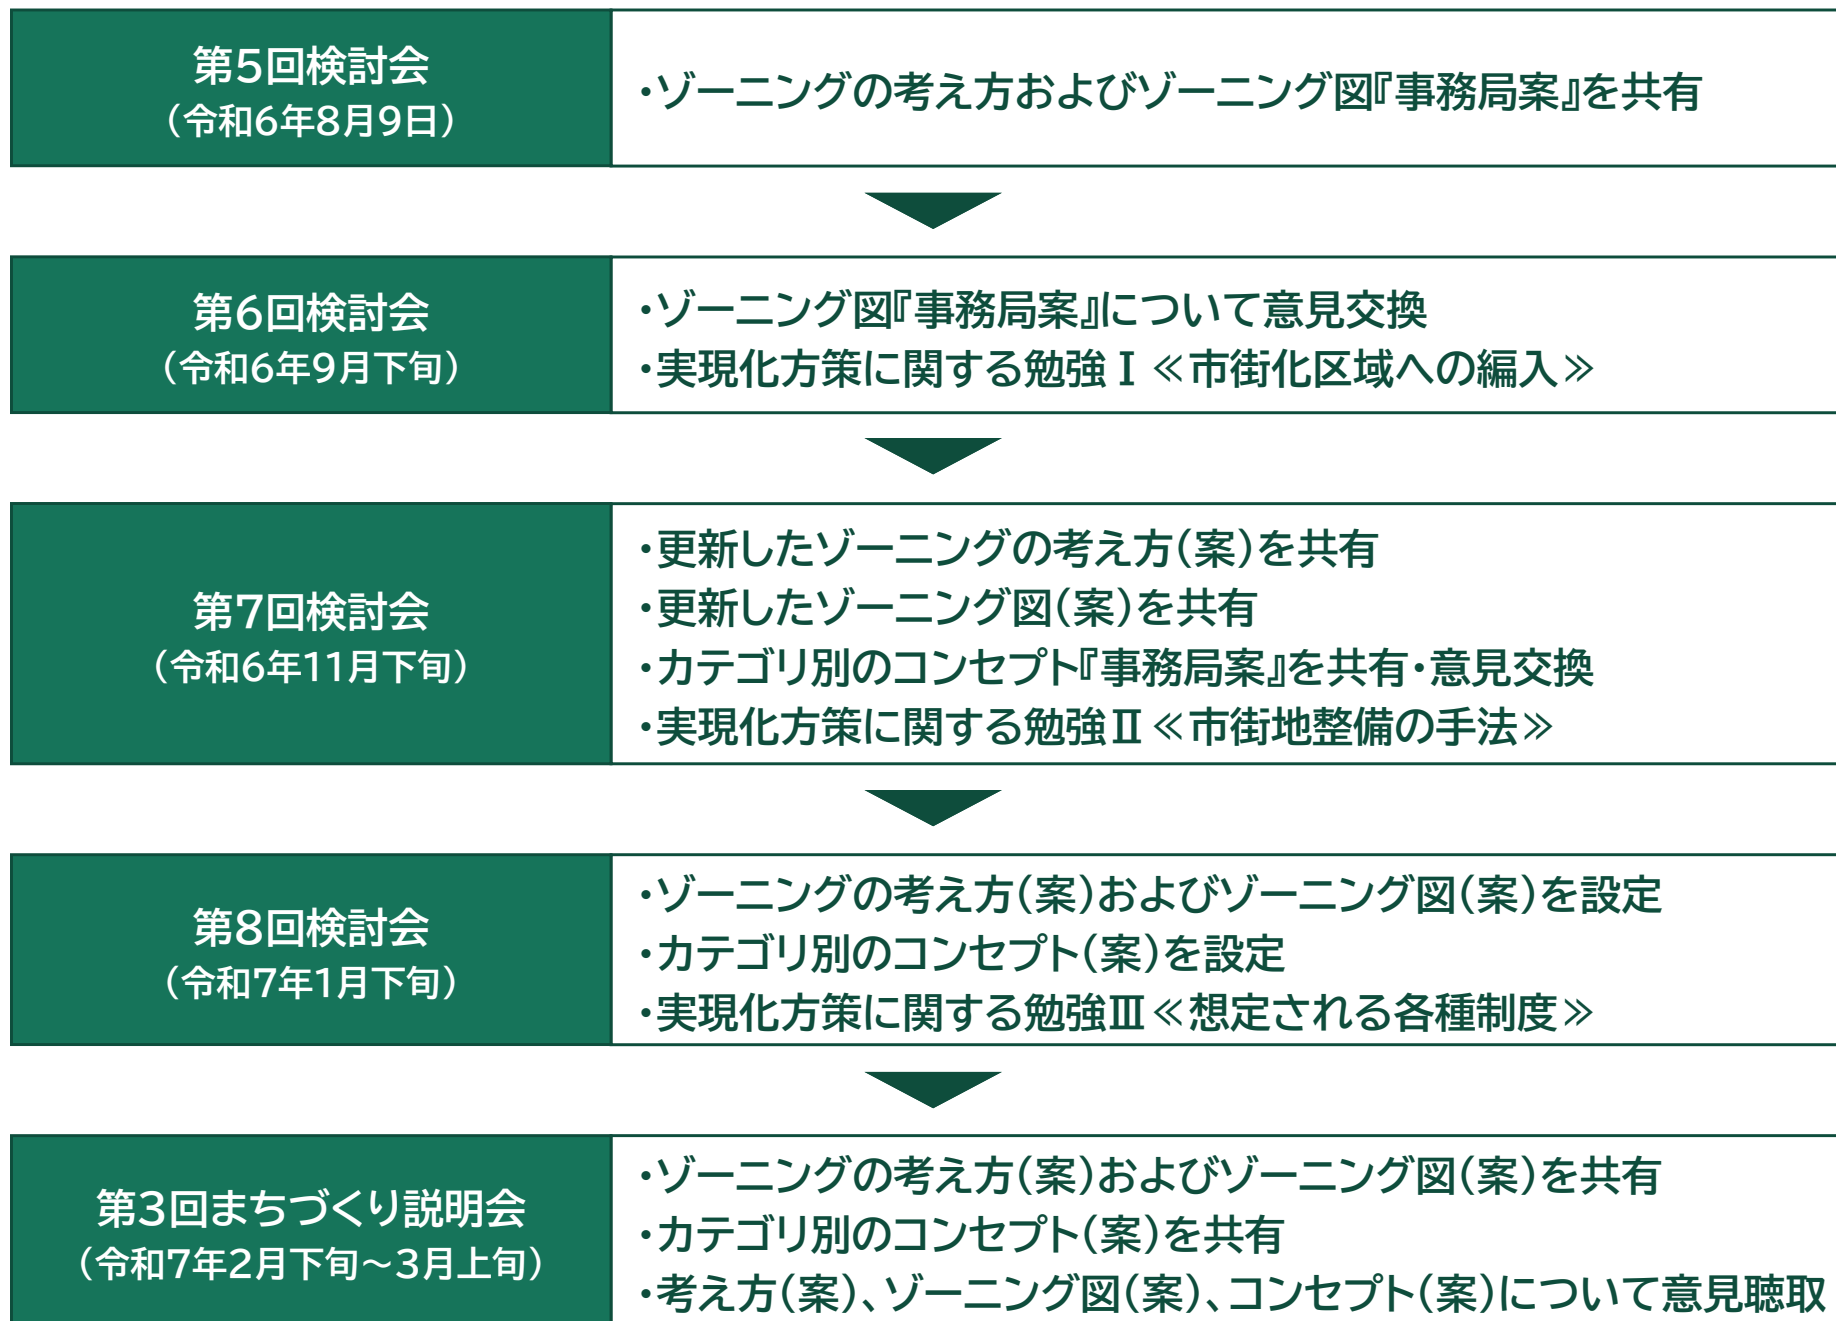 第5回検討会
（令和6年8月9日）
・ゾーニングの考え方およびゾーニング図『事務局案』を共有
第6回検討会
（令和6年9月下旬）
・ゾーニング図『事務局案』について意見交換
・実現化方策に関する勉強Ⅰ≪市街化区域への編入≫
第7回検討会
（令和6年11月下旬）
・更新したゾーニングの考え方（案）を共有
・更新したゾーニング図（案）を共有
・カテゴリ別のコンセプト『事務局案』を共有・意見交換
・実現化方策に関する勉強Ⅱ≪市街地整備の手法≫
第8回検討会
（令和7年1月下旬）
・ゾーニングの考え方（案）およびゾーニング図（案）を設定
・カテゴリ別のコンセプト（案）を設定
・実現化方策に関する勉強Ⅲ≪想定される各種制度≫
第3回まちづくり説明会
（令和7年2月下旬～3月上旬）
・ゾーニングの考え方（案）およびゾーニング図（案）を共有
・カテゴリ別のコンセプト（案）を共有
・考え方（案）、ゾーニング図（案）、コンセプト（案）について意見聴取